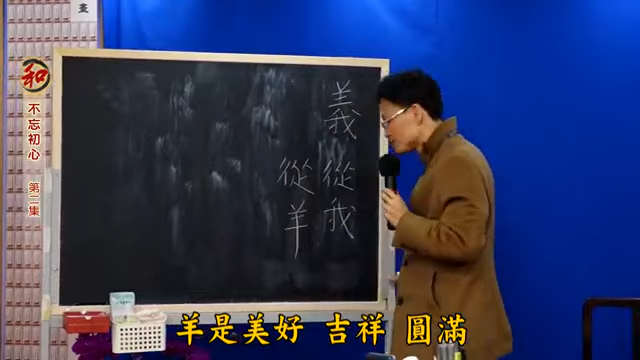 和
不忘初心
第二集
義
從我
從羊
羊是美好 吉祥 圓滿